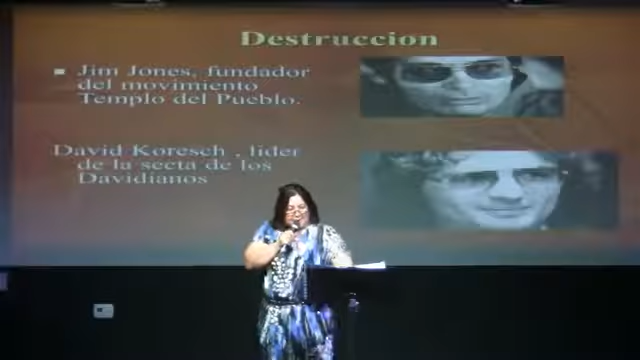 Destruccion
Jim Jones, fundador
del movimiento
Templo del Pueblo.
David Koresch , lider
de la secta de los
Davidianos